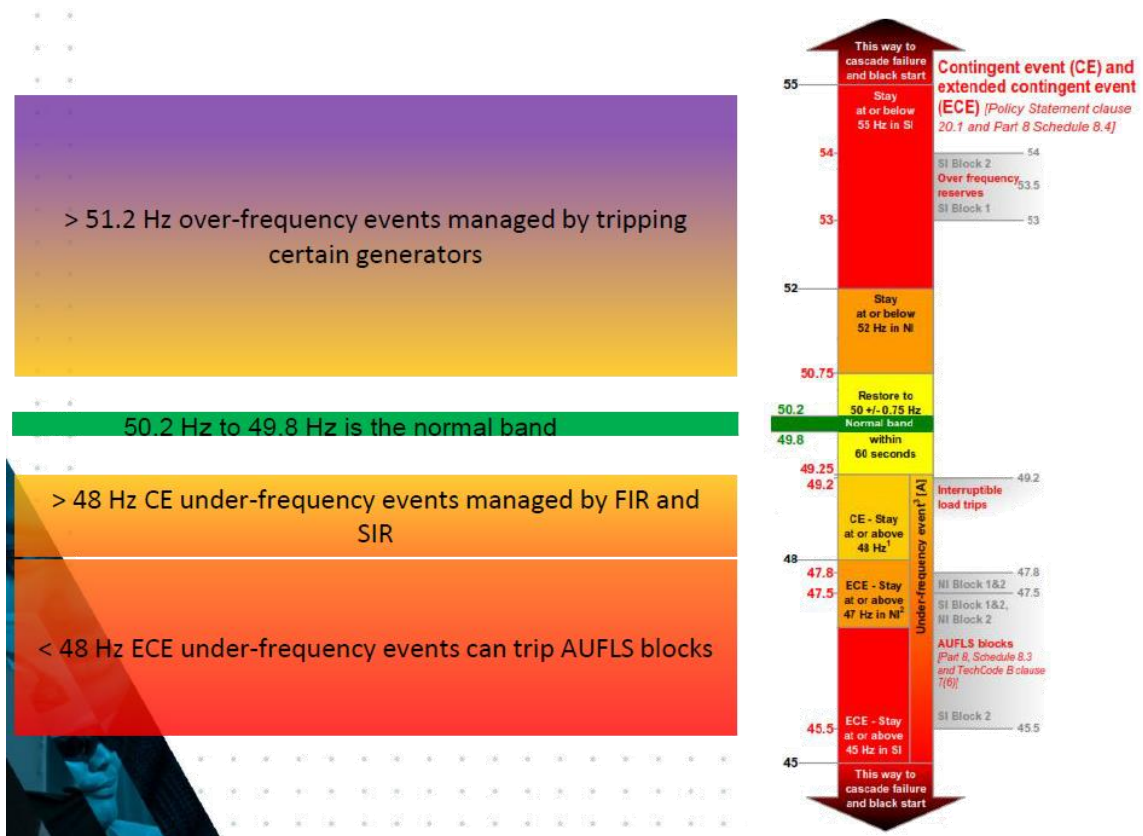 > 51.2 Hz over-frequency events managed by tripping
certain generators
50.2 Hz to 49.8 Hz is the normal band
> 48 Hz CE under-frequency events managed by FIR and
SIR
< 48 Hz ECE under-frequency events can trip AUFLS blocks
This way to
cascade failure
and black start
Contingent event (CE) and
extended contingent event
(ECE) [Policy Statement clause
20.1 and Part 8 Schedule 8.4]
55
Stay
at or below
55 Hz in SI
54
54
SI Block 2
Over frequency
reserves
53.5
SI Block 1
53
53
52
Stay
at or below
52 Hz in NI
50.75
Restore to
50 +/- 0.75 Hz
50.2
Normal band
49.8
within
60 seconds
49.25
49.2
49.2
Interruptible
load trips
Under-frequency event³ [A]
CE - Stay
at or above
48 Hz¹
48
47.8
47.8
NI Block 1&2
47.5
47.5
ECE - Stay
at or above
47 Hz in NI²
SI Block 1&2,
NI Block 2
AUFLS blocks
[Part 8, Schedule 8.3
and TechCode B clause
7(6)]
SI Block 2
45.5
45.5
ECE - Stay
at or above
45 Hz in SI
45
This way to
cascade failure
and black start